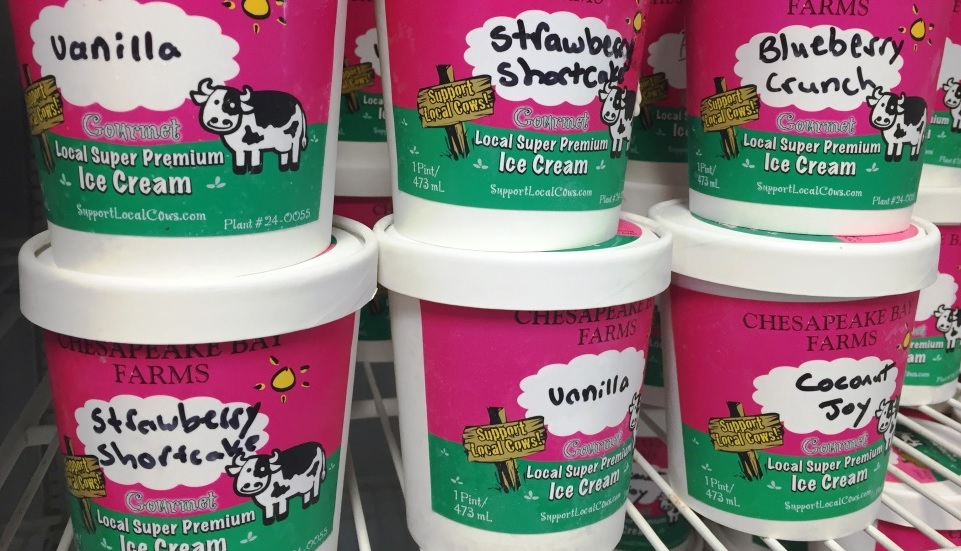 Vanilla
Support
Local Cows!
Gourmet
Local Super Premium
Ice Cream
SupportLocalCows.com
Plant #24-0055
Strawberry
Shortcake
Support
Local Cows!
Gourmet
Local Super Premium
Ice Cream
1 Pint/
473 mL
SupportLocalCows.com
FARMS
Blueberry
Crunch
Support
Local Cows!
Gourmet
Local Super Premium
Ice Cream
1 Pint/
473 mL
SupportLocalCows.com
CHESAPEAKE BAY
FARMS
Strawberry
Shortcake
Support
Local Cows!
Gourmet
Local Super Premium
Ice Cream
CHESAPEAKE BAY
FARMS
Vanilla
Support
Local Cows!
Gourmet
Local Super Premium
Ice Cream
1 Pint/
473 mL
SupportLocalCows.com
CHESAPEAKE BAY
FARMS
Coconut
Joy
Support
Local Cows!
Gourmet
Local Super Premium
Ice Cream
1 Pint/
473 mL
SupportLocalCows.com